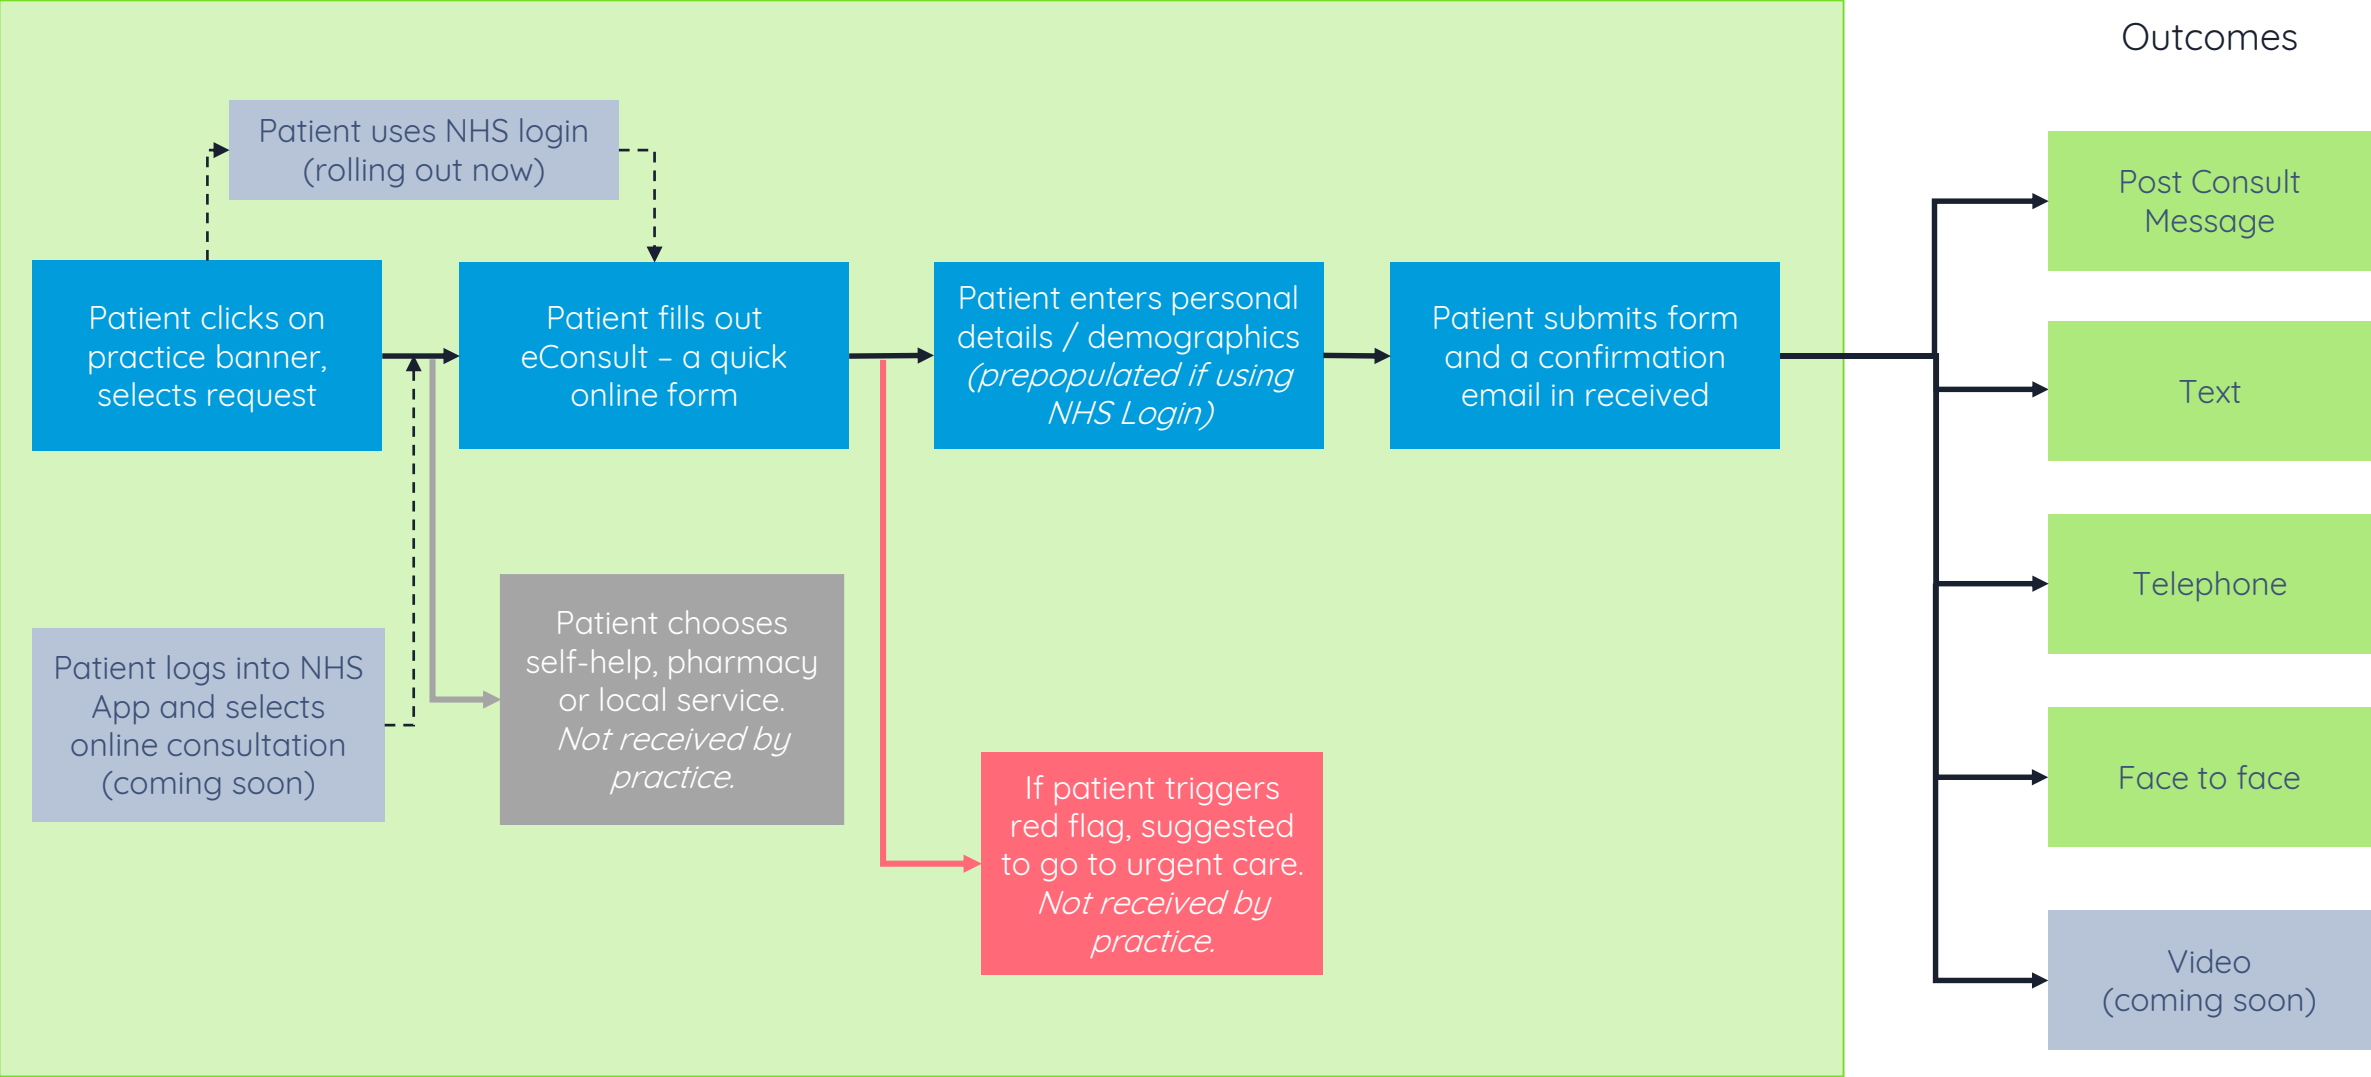 Outcomes
Patient uses NHS login
(rolling out now)
Patient clicks on
practice banner,
selects request
Patient fills out
eConsult – a quick
online form
Patient enters personal
details / demographics
(prepopulated if using
NHS Login)
Patient submits form
and a confirmation
email in received
Patient logs into NHS
App and selects
online consultation
(coming soon)
Patient chooses
self-help, pharmacy
or local service.
Not received by
practice.
If patient triggers
red flag, suggested
to go to urgent care.
Not received by
practice.
Post Consult
Message
Text
Telephone
Face to face
Video
(coming soon)